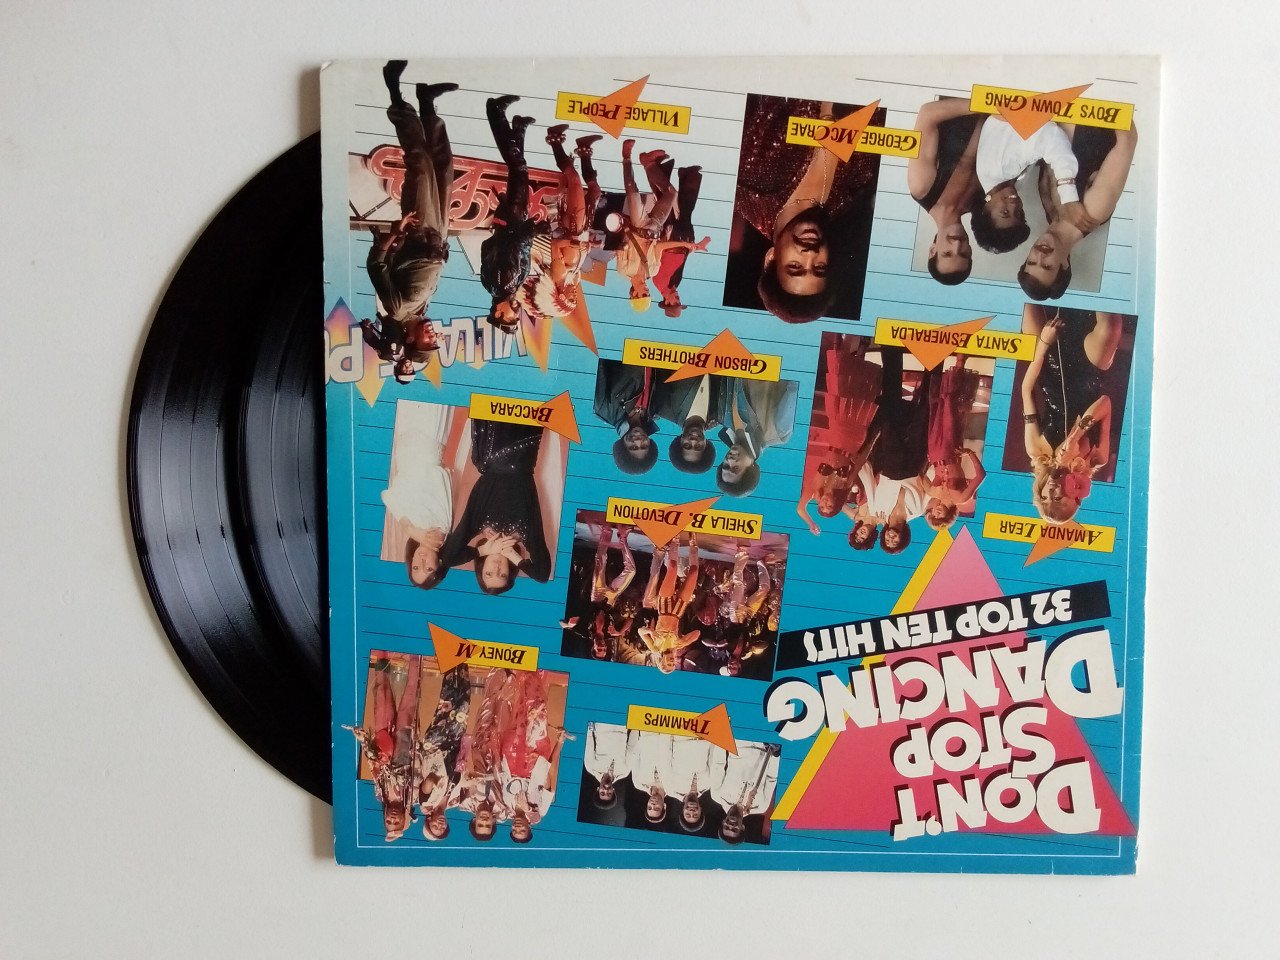 DON'T
STOP
DANCING
32 TOP TEN HITS
TRAMMPS
BONEY M
AMANDA LEAR
SHEILA B. DEVOTION
BACCARA
SANTA ESMERALDA
GIBSON BROTHERS
BOYS TOWN GANG
GEORGE MCCRAE
VILLAGE PEOPLE